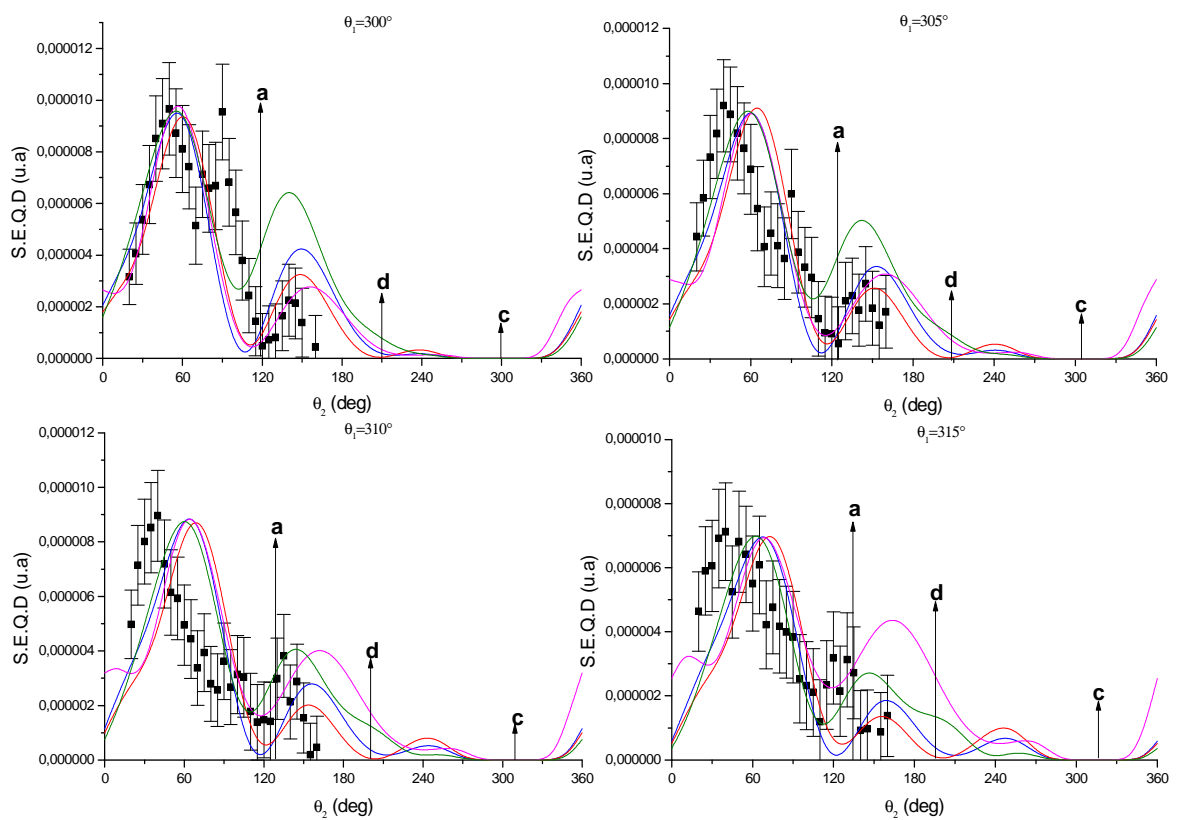 θ1=300°
0,000012
0,000010
0,000008
0,000006
0,000004
0,000002
0,000000
S.E.Q.D (u.a)
a
d
c
0
60
120
180
240
300
360
θ2 (deg)
θ1=305°
0,000012
0,000010
0,000008
0,000006
0,000004
0,000002
0,000000
S.E.Q.D (u.a)
a
d
c
0
60
120
180
240
300
360
θ2 (deg)
θ1=310°
0,000012
0,000010
0,000008
0,000006
0,000004
0,000002
0,000000
S.E.Q.D (u.a)
a
d
c
0
60
120
180
240
300
360
θ2 (deg)
θ1=315°
0,000010
0,000008
0,000006
0,000004
0,000002
0,000000
S.E.Q.D (u.a)
a
d
c
0
60
120
180
240
300
360
θ2 (deg)